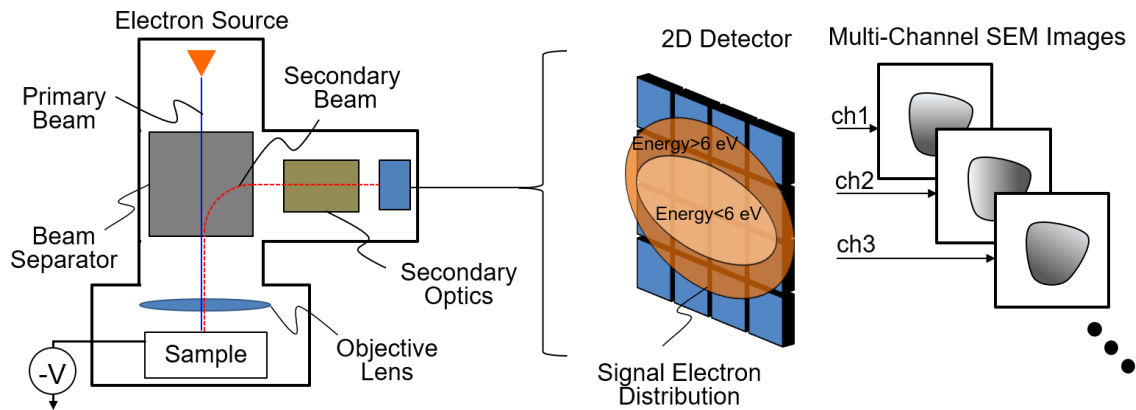 Electron Source
Primary
Beam
Secondary
Beam
Beam
Separator
Secondary
Optics
Sample
Objective
Lens
-V
2D Detector
Energy>6 eV
Energy<6 eV
Signal Electron
Distribution
Multi-Channel SEM Images
ch1
ch2
ch3